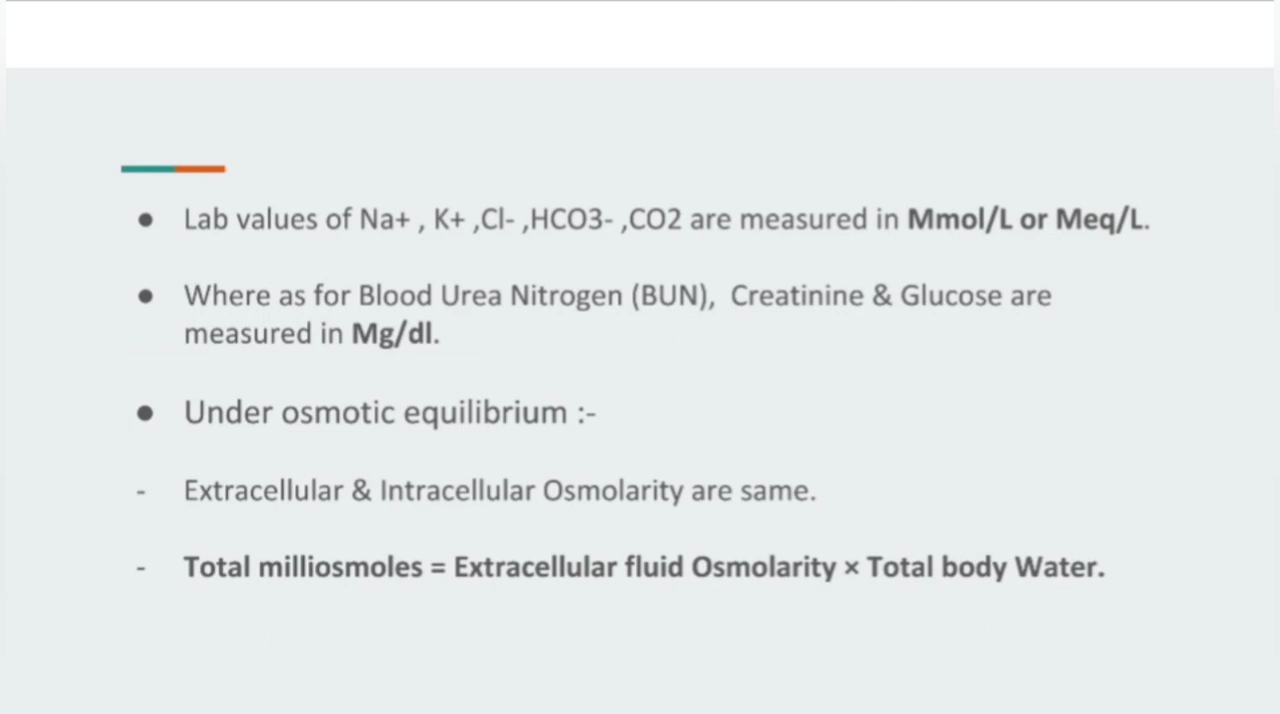 ● Lab values of Na+ , K+ ,Cl- ,HCO3- ,CO2 are measured in Mmol/L or Meq/L.
● Where as for Blood Urea Nitrogen (BUN), Creatinine & Glucose are
measured in Mg/dl.
● Under osmotic equilibrium :-
- Extracellular & Intracellular Osmolarity are same.
- Total milliosmoles = Extracellular fluid Osmolarity × Total body Water.